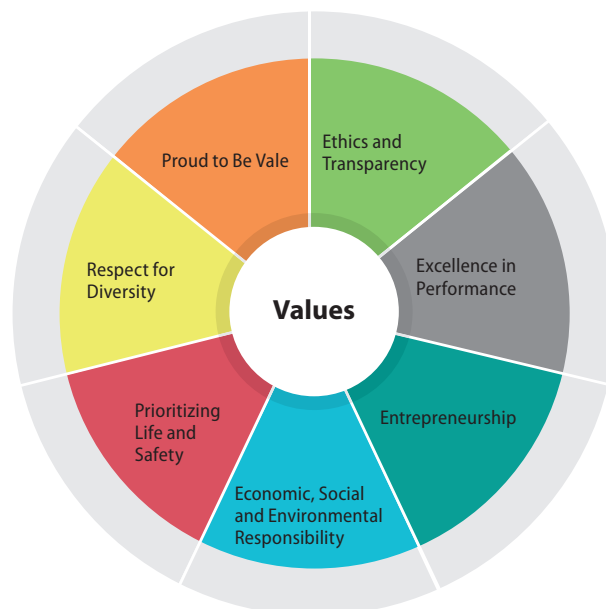 Proud to Be Vale
Ethics and
Transparency
Respect for
Diversity
Excellence in
Performance
Values
Prioritizing
Life and
Safety
Entrepreneurship
Economic, Social
and Environmental
Responsibility